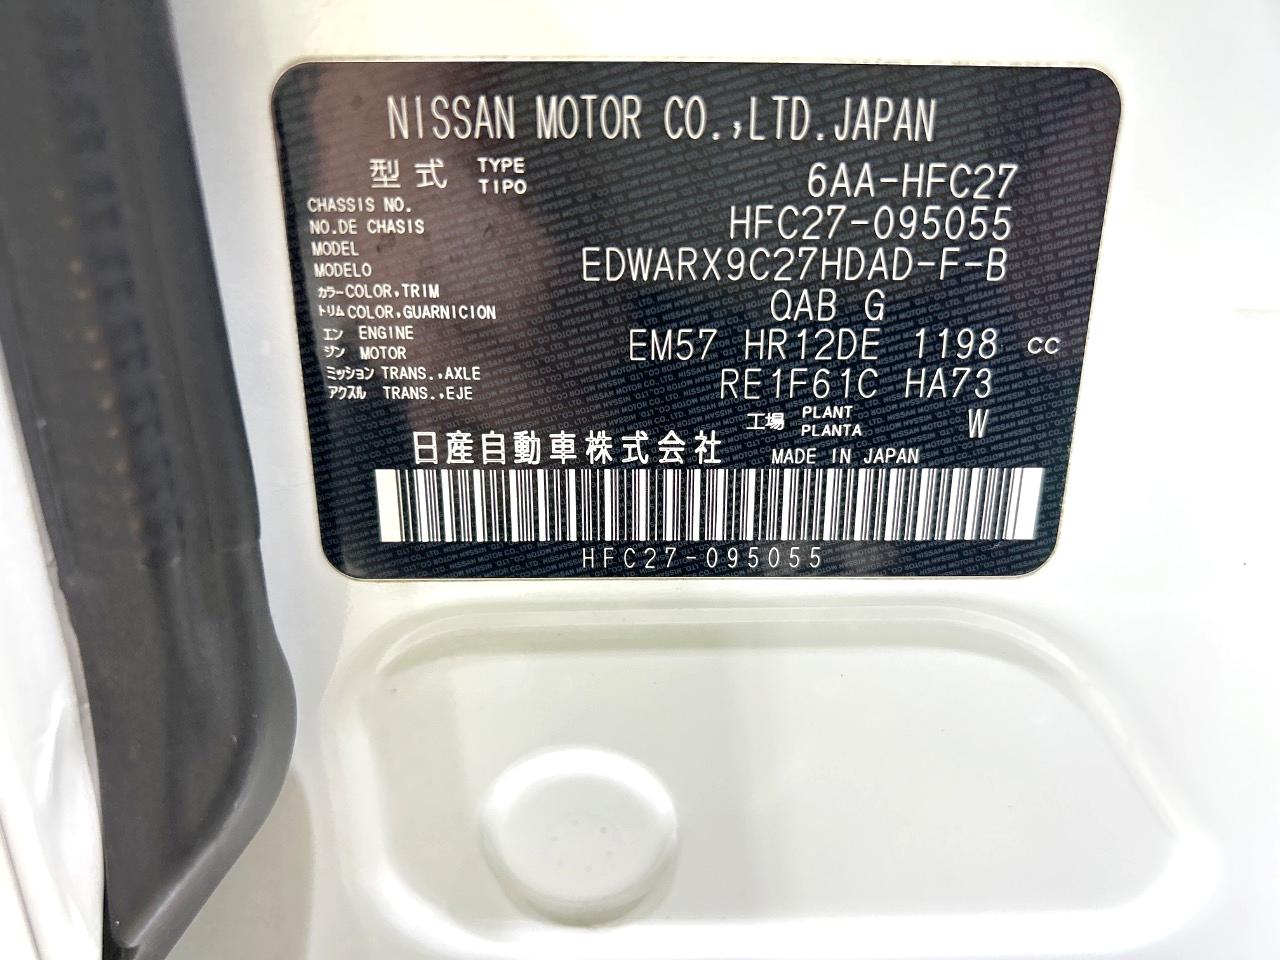 NISSAN MOTOR CO.,LTD.JAPAN
型式 TYPE TIPO 6AA-HFC27
CHASSIS NO.
NO.DE CHASIS HFC27-095055
MODEL
MODELO EDWARX9C27HDAD-F-B
カラー COLOR,TRIM
トリム COLOR,GUARNICION QAB G
エン ENGINE
ジン MOTOR EM57 HR12DE 1198 cc
ミッション TRANS.,AXLE
アクスル TRANS.,EJE RE1F61C HA73
工場 PLANT PLANTA W
日産自動車株式会社 MADE IN JAPAN
HFC27-095055